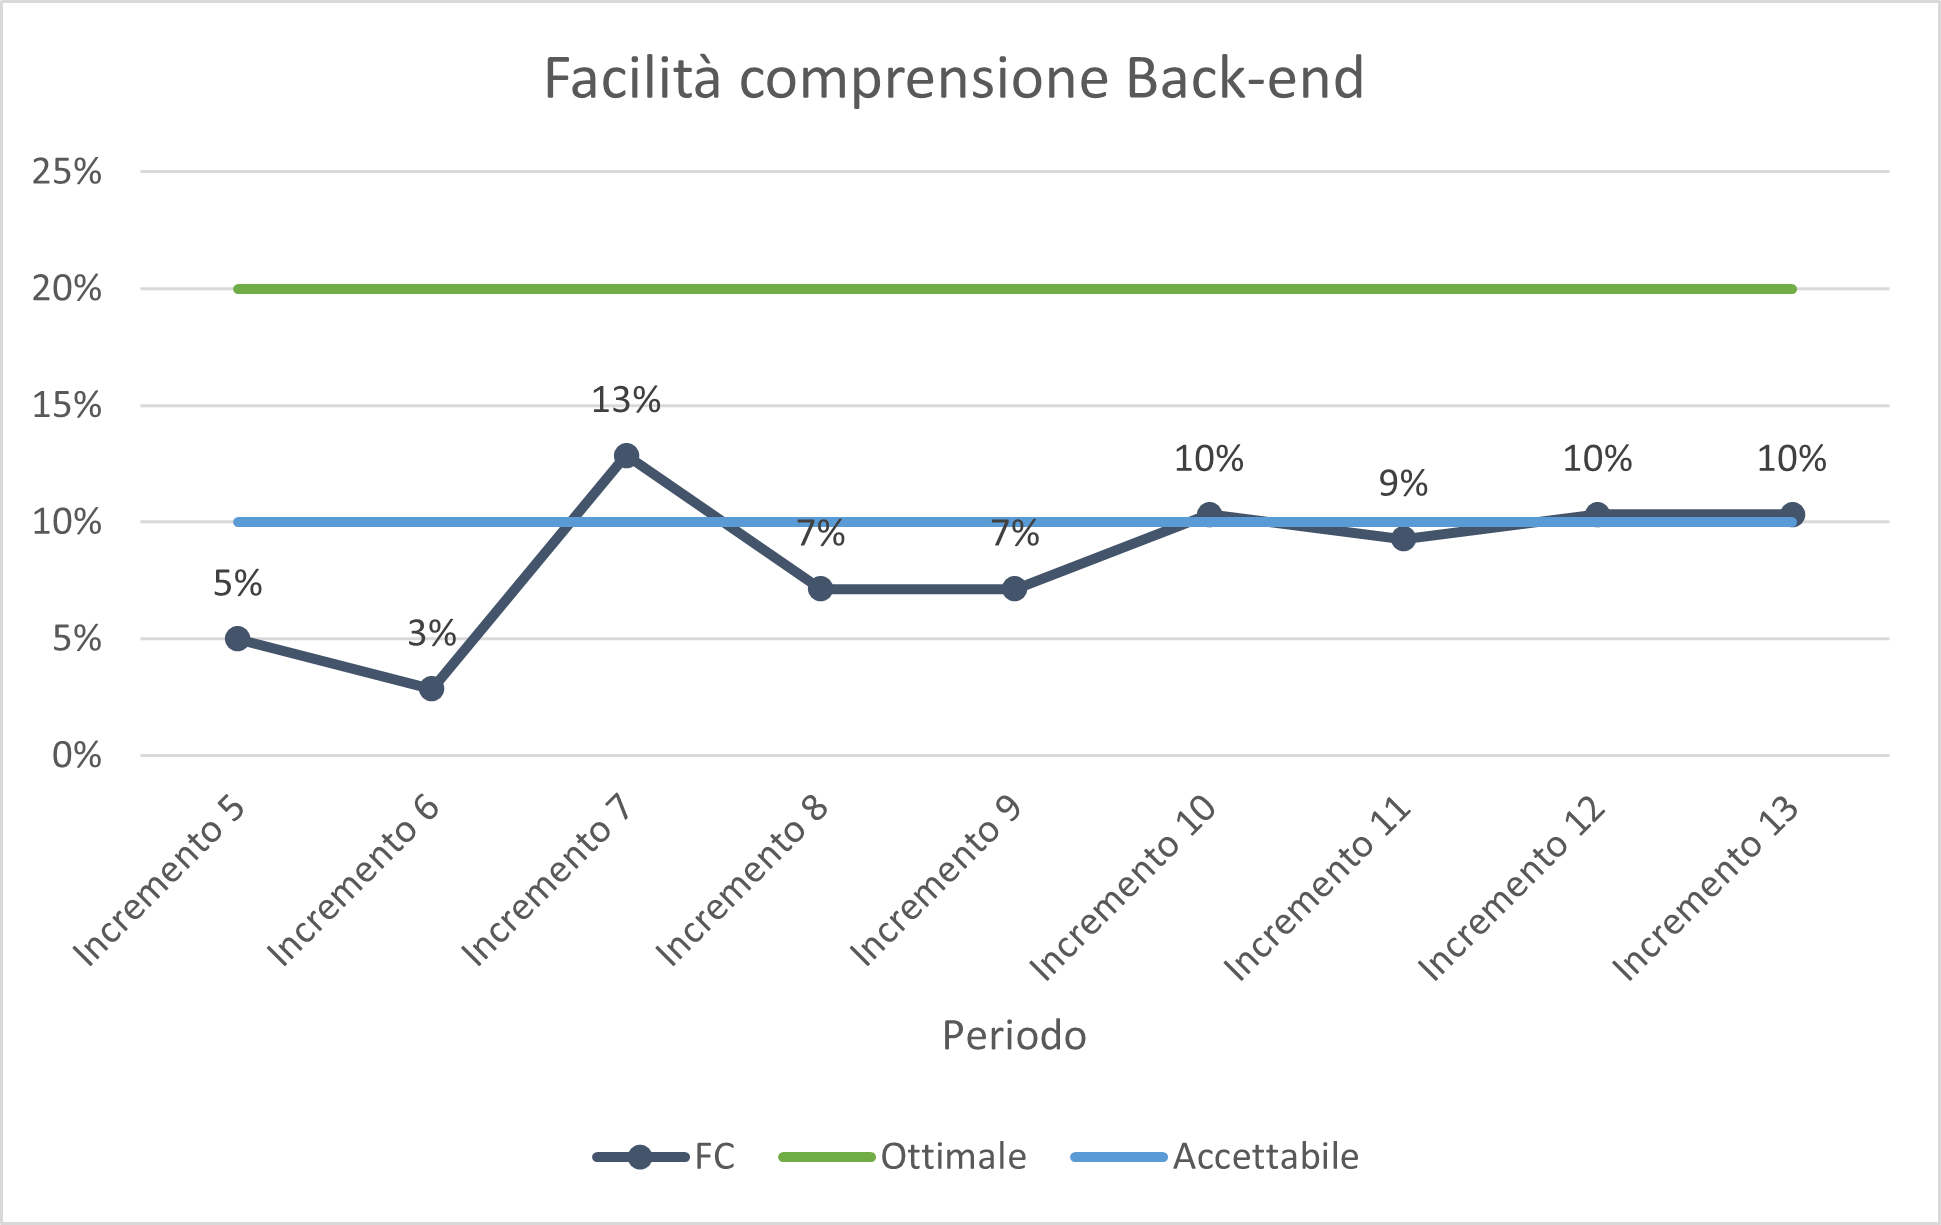 Facilità comprensione Back-end
25%
20%
15%
10%
5%
0%
5%
3%
13%
7%
7%
10%
9%
10%
10%
Incremento 5
Incremento 6
Incremento 7
Incremento 8
Incremento 9
Incremento 10
Incremento 11
Incremento 12
Incremento 13
Periodo
FC Ottimale Accettabile